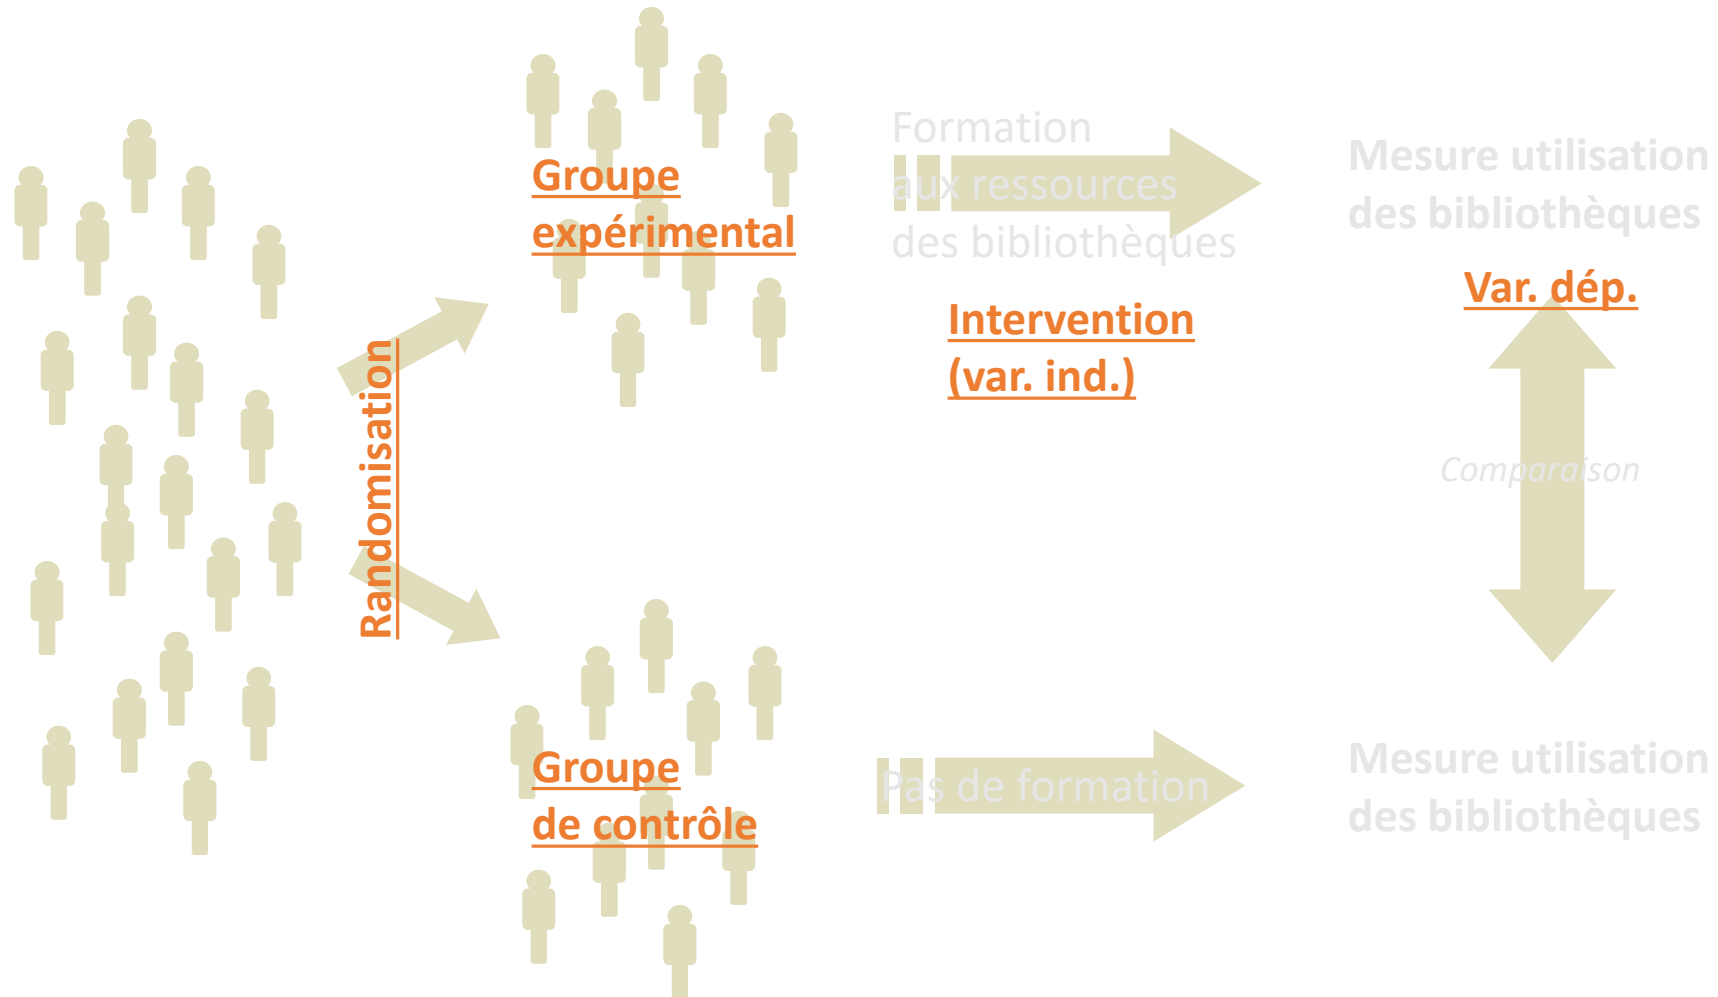 Randomisation
Groupe
expérimental
Formation
aux ressources
des bibliothèques
Intervention
(var. ind.)
Mesure utilisation
des bibliothèques
Var. dép.
Comparaison
Groupe
de contrôle
Pas de formation
Mesure utilisation
des bibliothèques